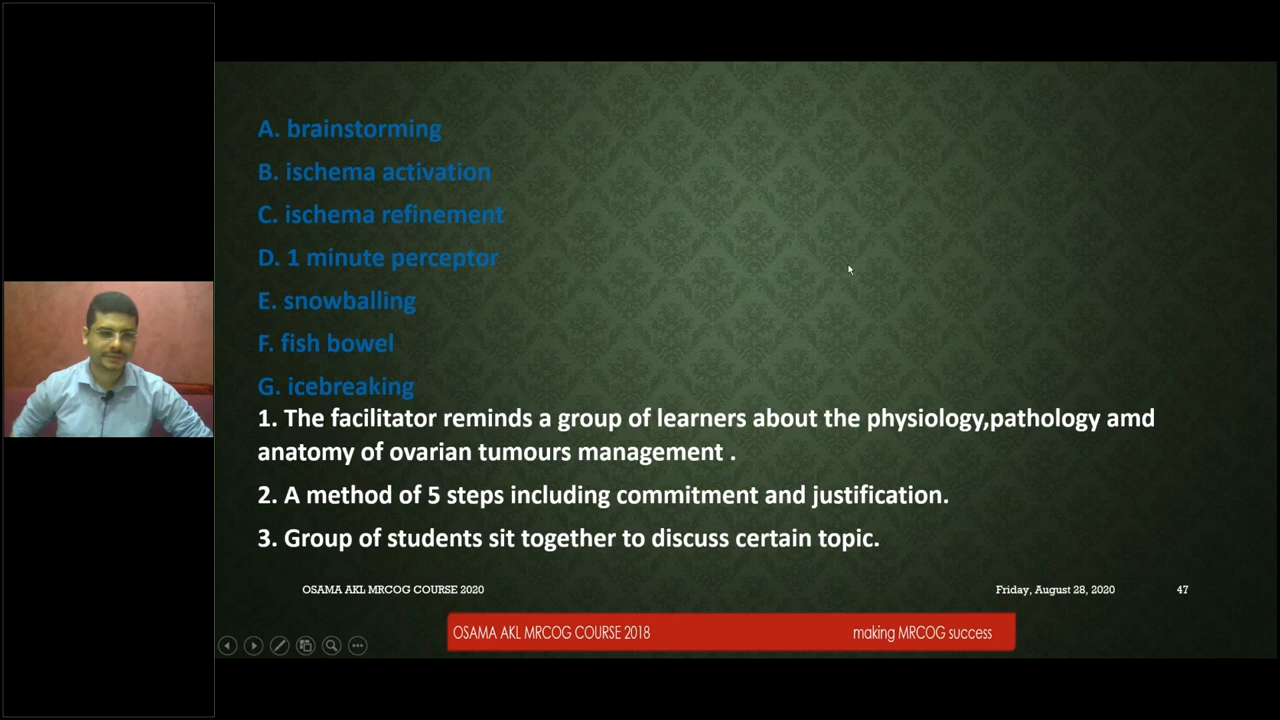 A. brainstorming
B. ischema activation
C. ischema refinement
D. 1 minute perceptor
E. snowballing
F. fish bowel
G. icebreaking
1. The facilitator reminds a group of learners about the physiology,pathology amd
anatomy of ovarian tumours management .
2. A method of 5 steps including commitment and justification.
3. Group of students sit together to discuss certain topic.
OSAMA AKL MRCOG COURSE 2020 Friday, August 28, 2020 47
OSAMA AKL MRCOG COURSE 2018 making MRCOG success